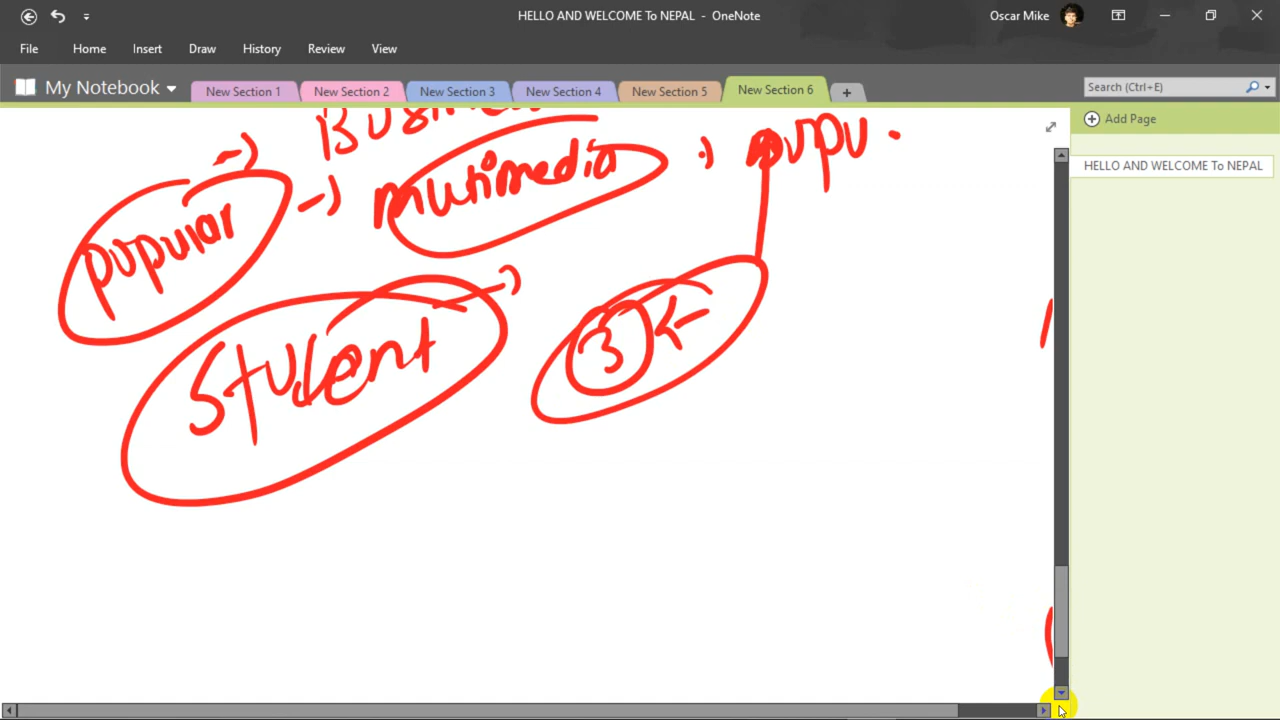 HELLO AND WELCOME To NEPAL - OneNote
Oscar Mike
File Home Insert Draw History Review View
My Notebook New Section 1 New Section 2 New Section 3 New Section 4 New Section 5 New Section 6
Search (Ctrl+E)
Add Page
HELLO AND WELCOME To NEPAL
popular
mutimedia
Student
3